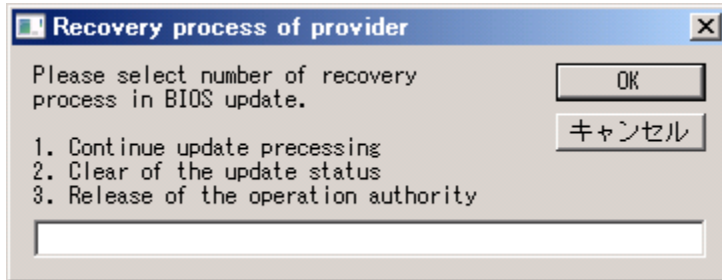 Recovery process of provider
Please select number of recovery
process in BIOS update.
OK
キャンセル
1. Continue update precessing
2. Clear of the update status
3. Release of the operation authority